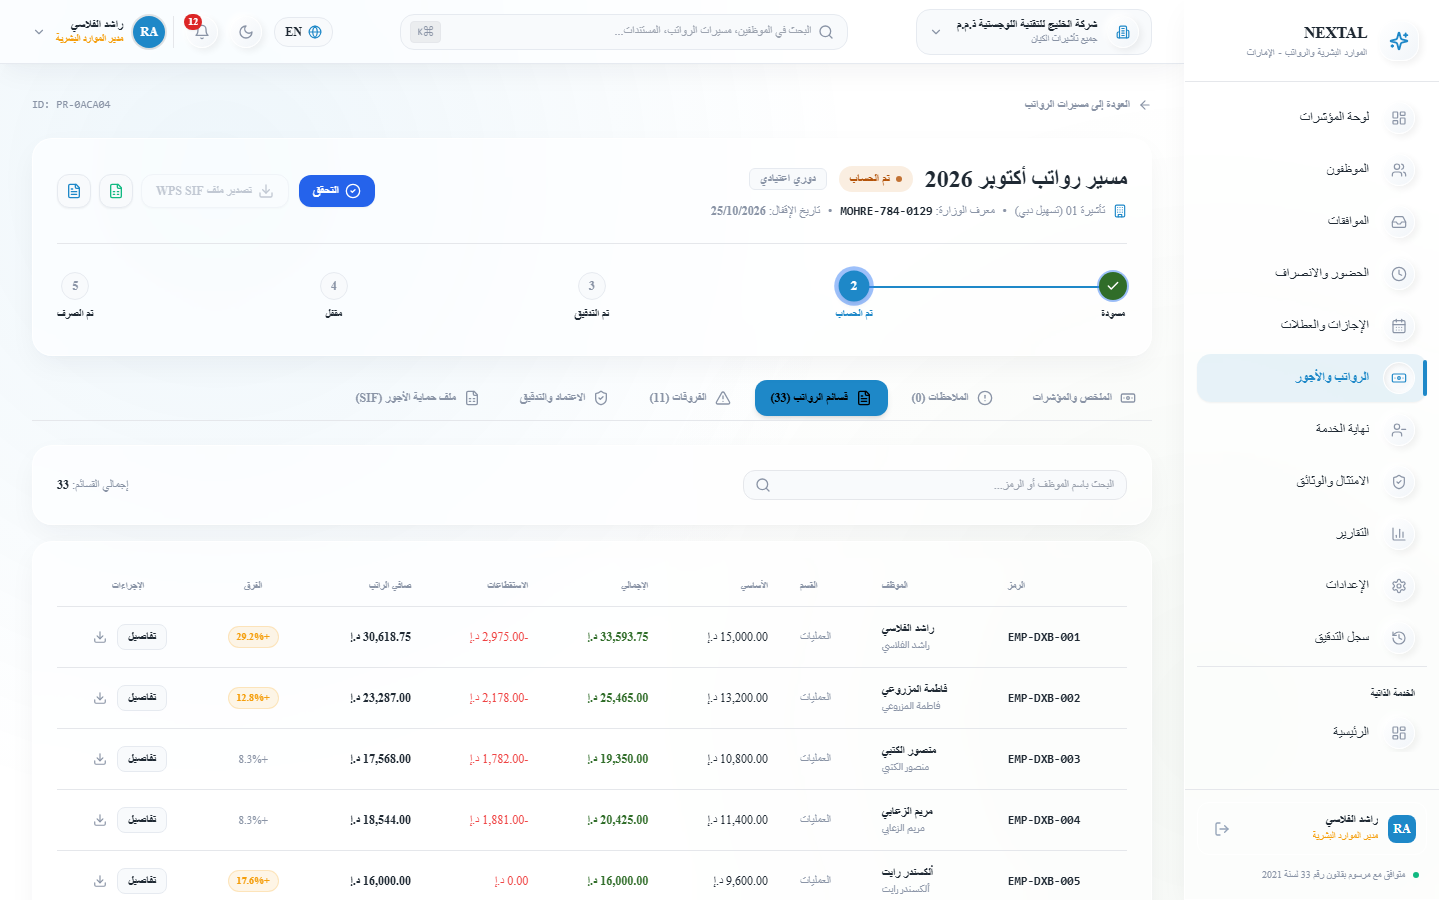 NEXTAL
الموارد البشرية والرواتب - الإمارات
لوحة المؤشرات
الموظفون
الموافقات
الحضور والانصراف
الإجازات والعطلات
الرواتب والأجور
نهاية الخدمة
الامتثال والوثائق
التقارير
الإعدادات
سجل التدقيق
الخدمة الذاتية
الرئيسية
RA راشد الفلاسي
مدير الموارد البشرية
متوافق مع مرسوم بقانون رقم 33 لسنة 2021
شركة الخليج للتقنية اللوجستية ذ.م.م
جميع تأشيرات الكيان
البحث في الموظفين، مسيرات الرواتب، المستندات...
⌘K
EN
12
RA راشد الفلاسي
مدير الموارد البشرية
العودة إلى مسيرات الرواتب
ID: PR-0ACA04
مسير رواتب أكتوبر 2026
تم الحساب
دوري اعتيادي
تأشيرة 01 (تسهيل دبي) • معرف الوزارة: MOHRE-784-0129 • تاريخ الإقفال: 25/10/2026
التحقق
تصدير ملف WPS SIF
2 3 4 5
مسودة تم الحساب تم التدقيق مقفل تم الصرف
الملخص والمؤشرات
الملاحظات (0)
قسائم الرواتب (33)
الفروقات (11)
الاعتماد والتدقيق
ملف حماية الأجور (SIF)
البحث باسم الموظف أو الرمز...
إجمالي القسائم: 33
الرمز الموظف القسم الأساسي الإجمالي الاستقطاعات صافي الراتب الفرق الإجراءات
EMP-DXB-001 راشد الفلاسي العمليات 15,000.00 د.إ 33,593.75 د.إ -2,975.00 د.إ 30,618.75 د.إ +29.2% تفاصيل
راشد الفلاسي
EMP-DXB-002 فاطمة المزروعي العمليات 13,200.00 د.إ 25,465.00 د.إ -2,178.00 د.إ 23,287.00 د.إ +12.8% تفاصيل
فاطمة المزروعي
EMP-DXB-003 منصور الكتبي العمليات 10,800.00 د.إ 19,350.00 د.إ -1,782.00 د.إ 17,568.00 د.إ +8.3% تفاصيل
منصور الكتبي
EMP-DXB-004 مريم الزعابي العمليات 11,400.00 د.إ 20,425.00 د.إ -1,881.00 د.إ 18,544.00 د.إ +8.3% تفاصيل
مريم الزعابي
EMP-DXB-005 ألكسندر رايت العمليات 9,600.00 د.إ 16,000.00 د.إ 0.00 د.إ 16,000.00 د.إ +17.6% تفاصيل
ألكسندر رايت